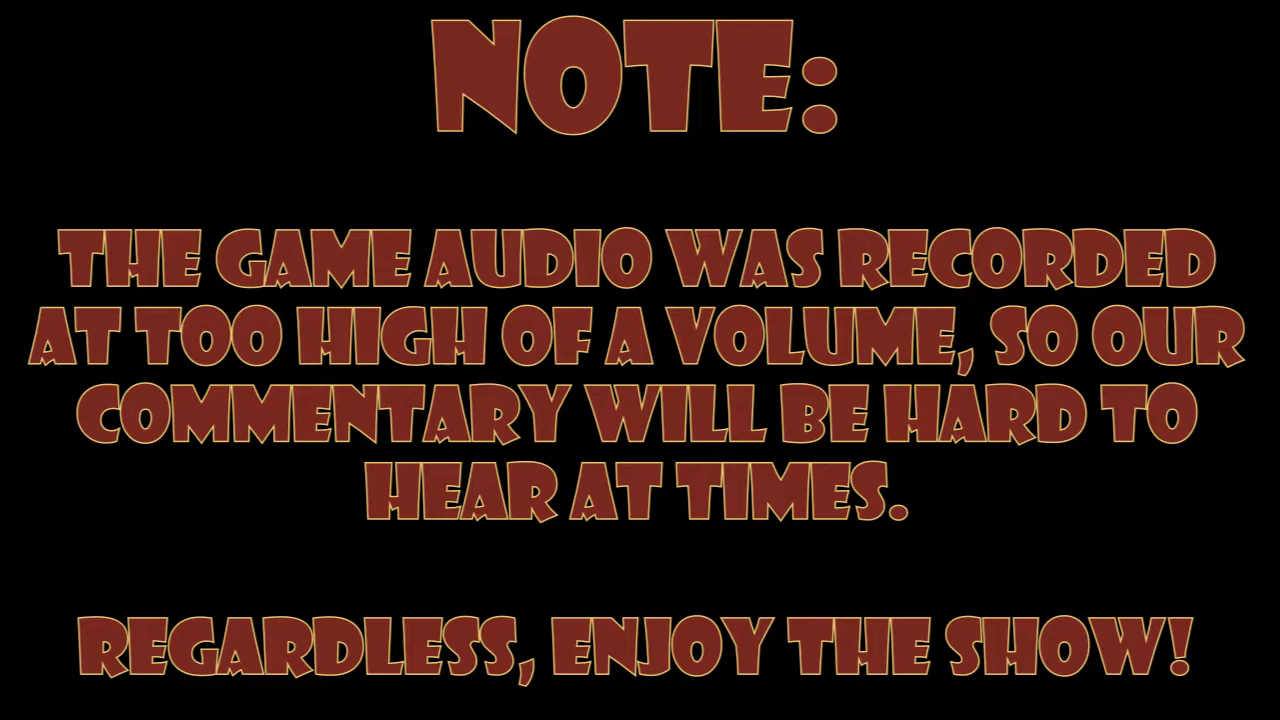 NOTE:
THE GAME AUDIO WAS RECORDED
AT TOO HIGH OF A VOLUME, SO OUR
COMMENTARY WILL BE HARD TO
HEAR AT TIMES.
REGARDLESS, ENJOY THE SHOW!